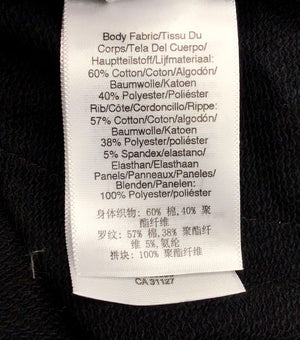 Body Fabric/Tissu Du
Corps/Tela Del Cuerpo/
Hauptteilstoff/Lijfmateriaal:
60% Cotton/Coton/Algodón/
Baumwolle/Katoen
40% Polyester/Poliéster
Rib/Côte/Cordoncillo/Rippe:
57% Cotton/Coton/Algodón/
Baumwolle/Katoen
38% Polyester/poliéster
5% Spandex/elastano/
Elasthan/Elasthaan
Panels/Panneaux/Paneles/
Blenden/Panelen:
100% Polyester/poliéster
身体织物: 60% 棉,40% 聚
酯纤维
罗纹: 57% 棉,38% 聚酯纤
维 5%,氨纶
拼块: 100% 聚酯纤维
CA 31127